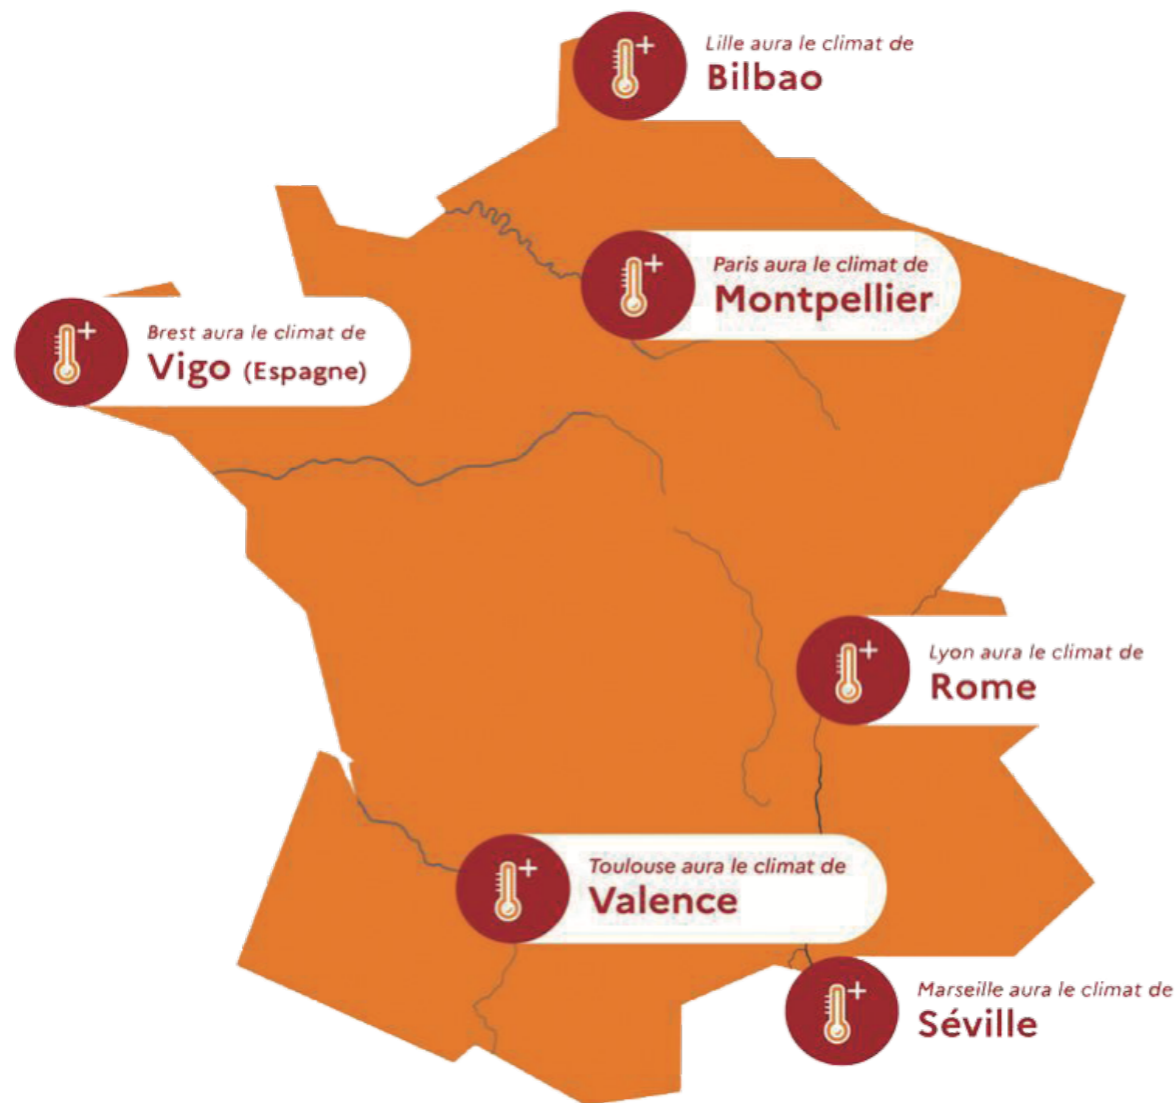 Lille aura le climat de
Bilbao
Paris aura le climat de
Montpellier
Brest aura le climat de
Vigo (Espagne)
Lyon aura le climat de
Rome
Toulouse aura le climat de
Valence
Marseille aura le climat de
Séville